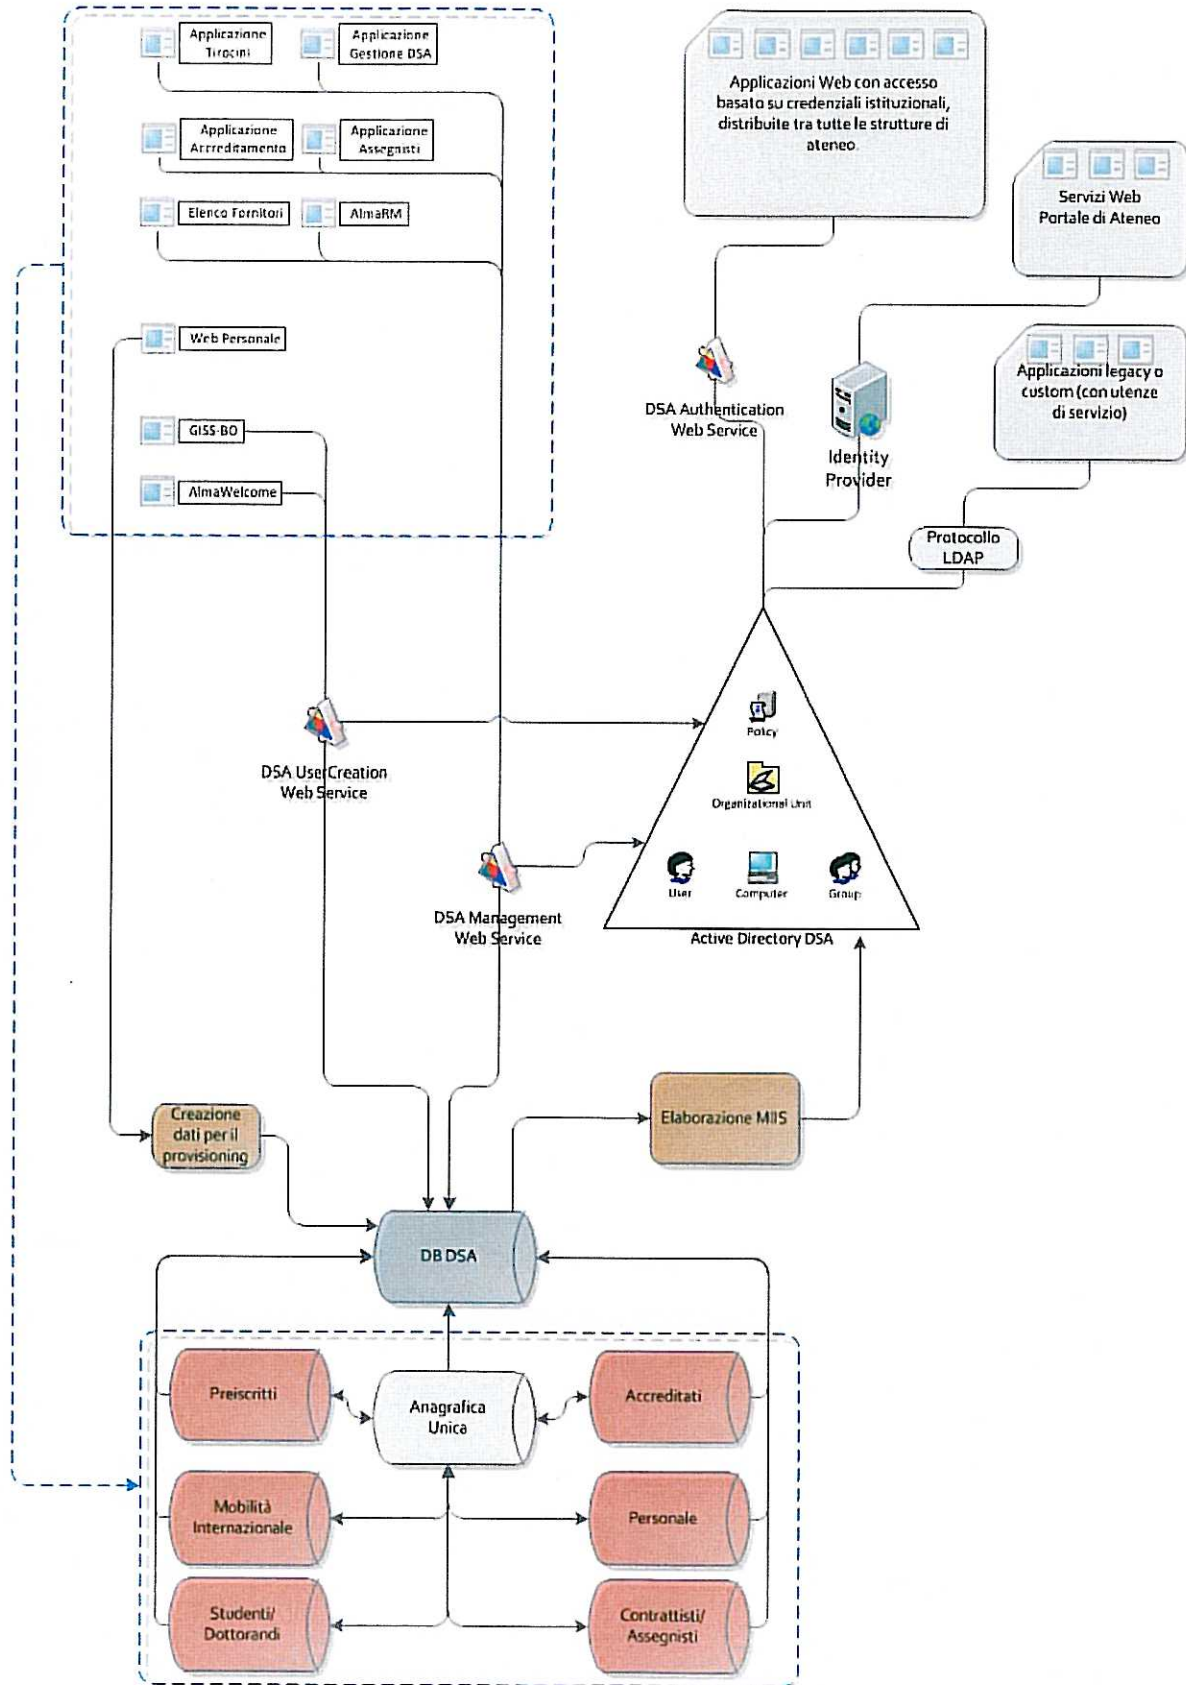 Applicazione
Tirocini
Applicazione
Gestione DSA
Applicazione
Accreditamento
Applicazione
Assegnisti
Elenco Fornitori
AlmaRM
Web Personale
GISS-BO
AlmaWelcome
Applicazioni Web con accesso
basato su credenziali istituzionali,
distribuite tra tutte le strutture di
ateneo.
Servizi Web
Portale di Ateneo
Applicazioni legacy o
custom (con utenze
di servizio)
DSA Authentication
Web Service
Identity
Provider
Protocollo
LDAP
DSA UserCreation
Web Service
DSA Management
Web Service
Policy
Organizational Unit
User
Computer
Group
Active Directory DSA
Creazione
dati per il
provisioning
Elaborazione MIIS
DB DSA
Preiscritti
Anagrafica
Unica
Accreditati
Mobilità
Internazionale
Personale
Studenti/
Dottorandi
Contrattisti/
Assegnisti